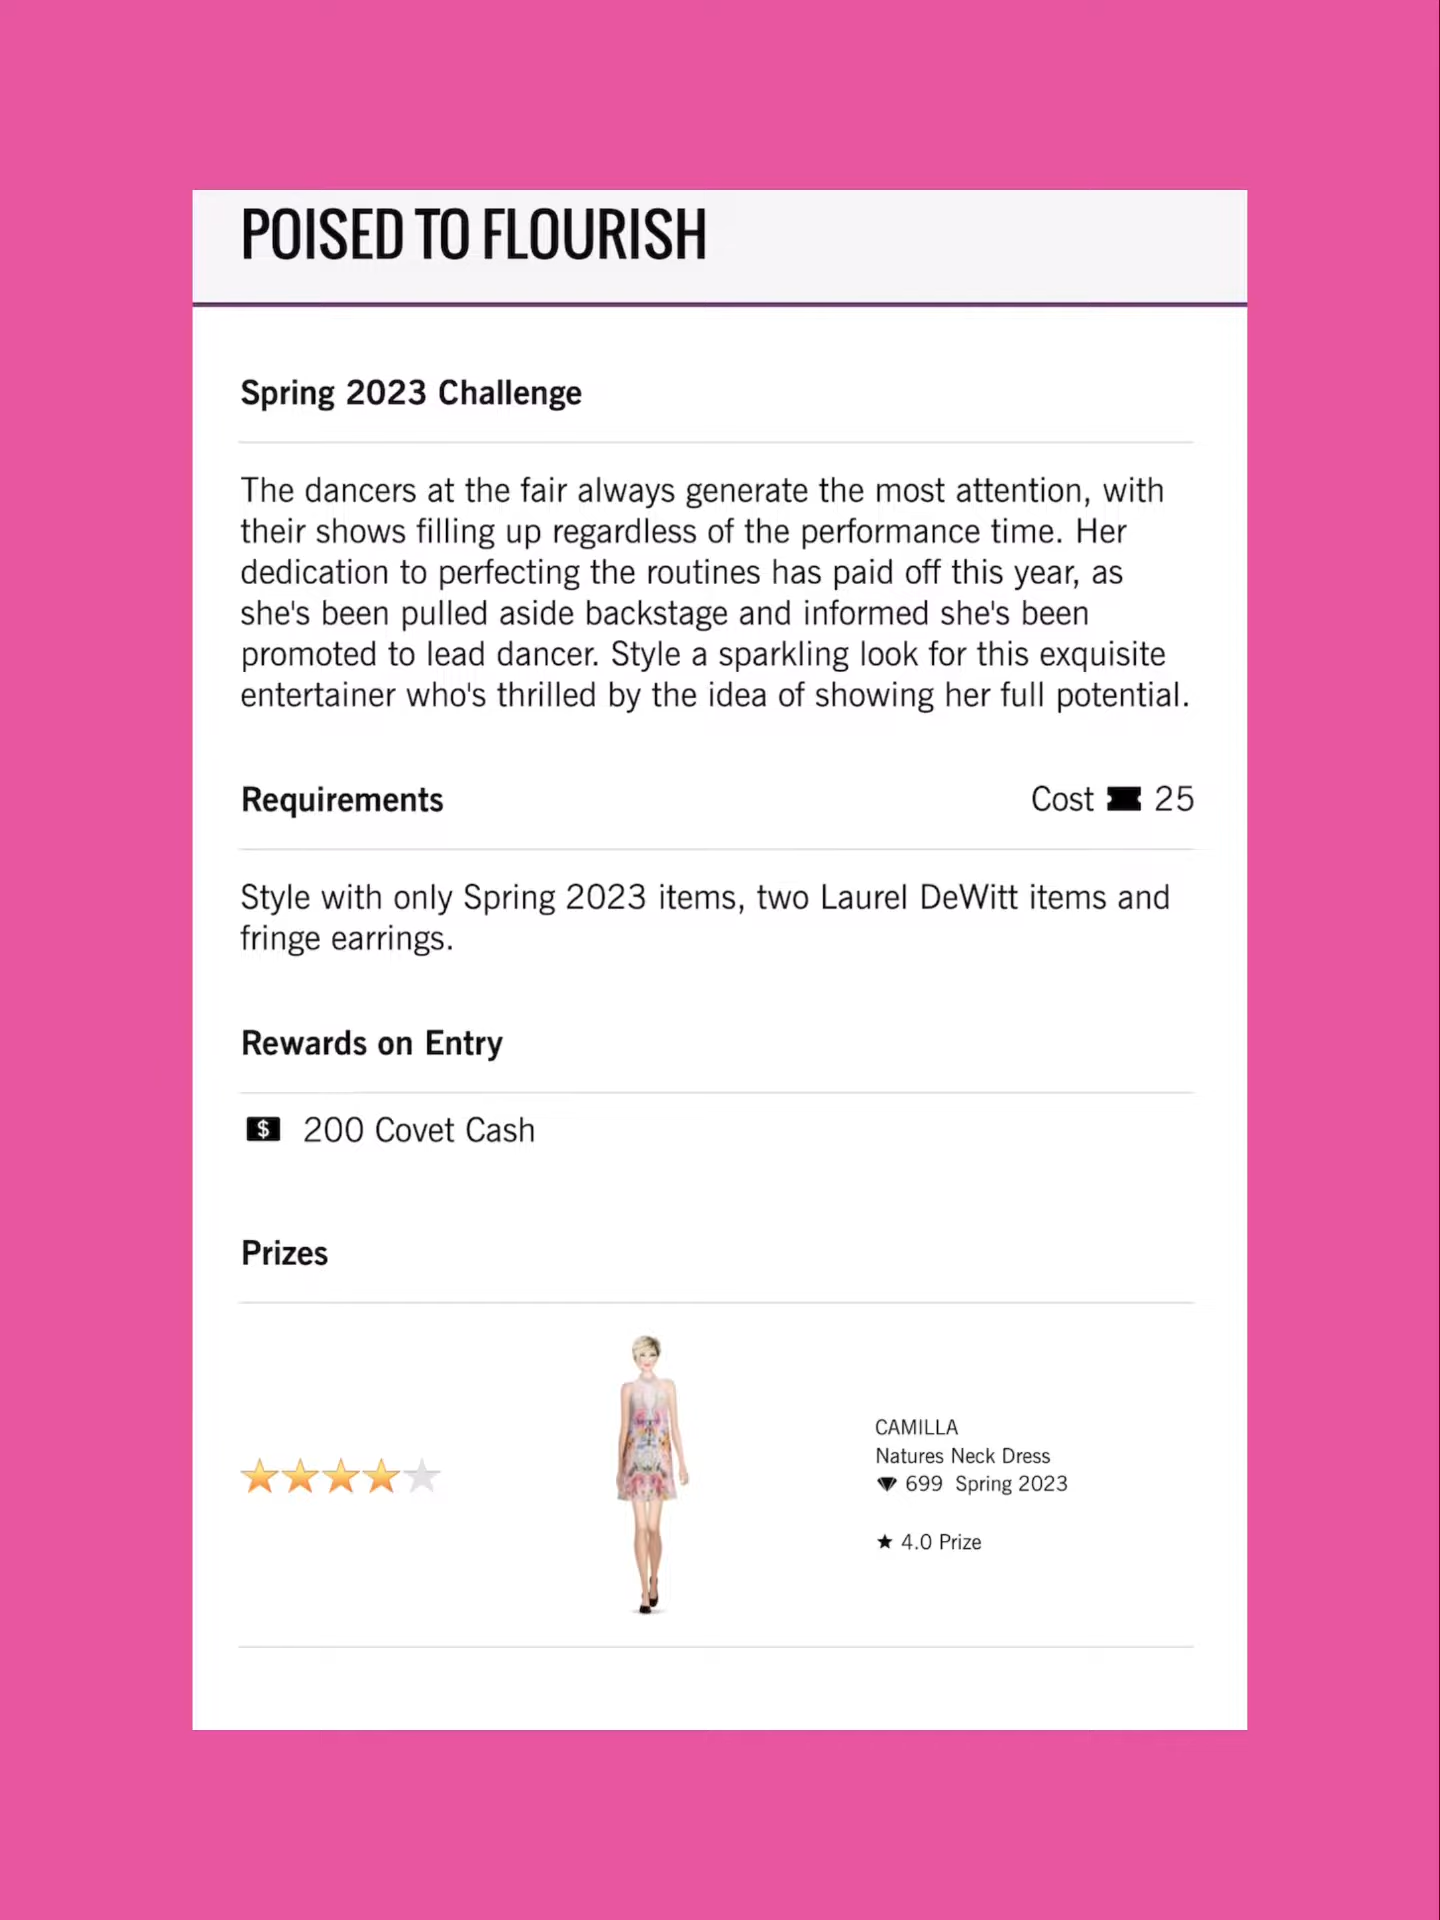 POISED TO FLOURISH
Spring 2023 Challenge
The dancers at the fair always generate the most attention, with
their shows filling up regardless of the performance time. Her
dedication to perfecting the routines has paid off this year, as
she's been pulled aside backstage and informed she's been
promoted to lead dancer. Style a sparkling look for this exquisite
entertainer who's thrilled by the idea of showing her full potential.
Requirements
Cost 25
Style with only Spring 2023 items, two Laurel DeWitt items and
fringe earrings.
Rewards on Entry
$ 200 Covet Cash
Prizes
CAMILLA
Natures Neck Dress
699 Spring 2023
★ 4.0 Prize